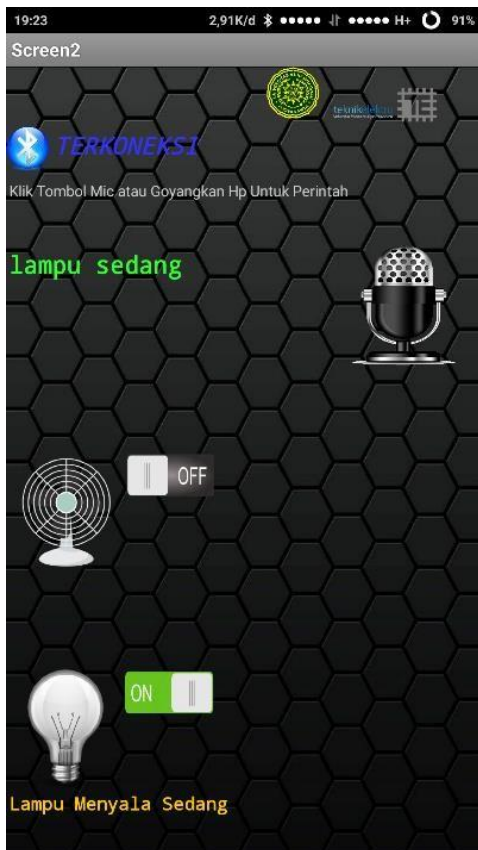 19:23 2,91K/d H+ 91%
Screen2
teknikelektro
TERKONEKSI
Klik Tombol Mic atau Goyangkan Hp Untuk Perintah
lampu sedang
OFF
ON
Lampu Menyala Sedang